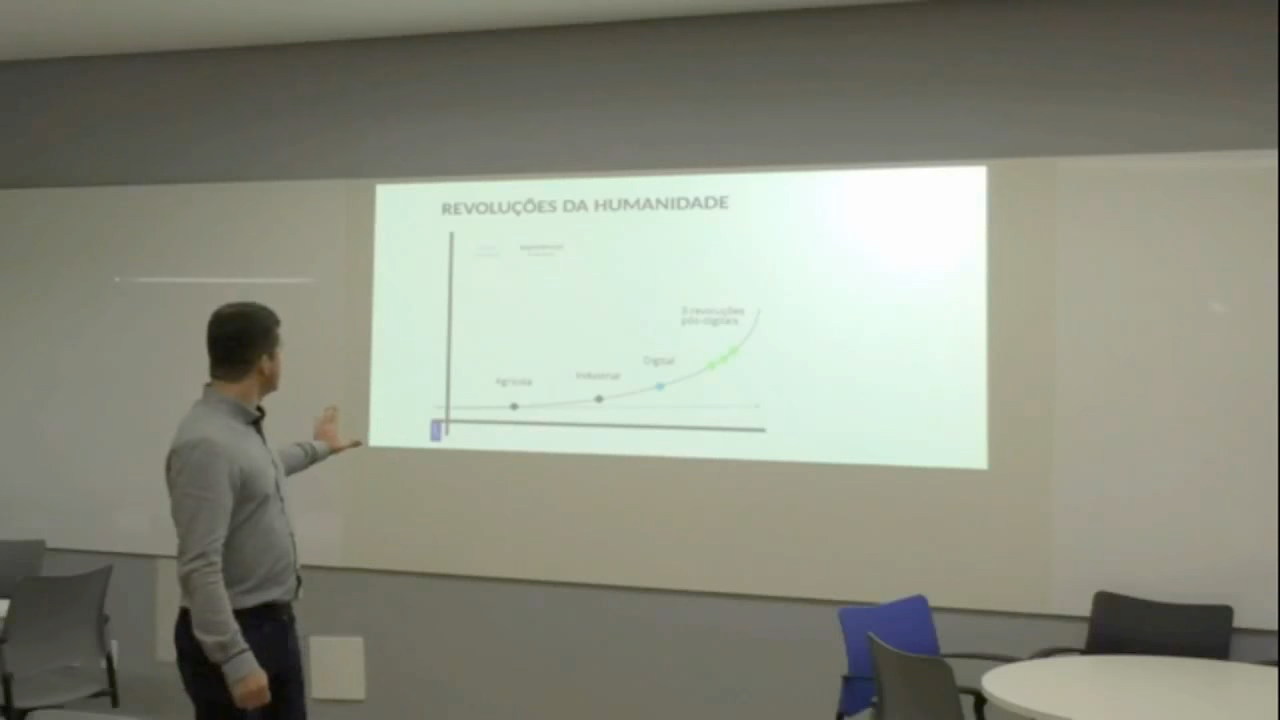 REVOLUÇÕES DA HUMANIDADE
3 revoluções
pós-digitais
Digital
Industrial
Agrícola